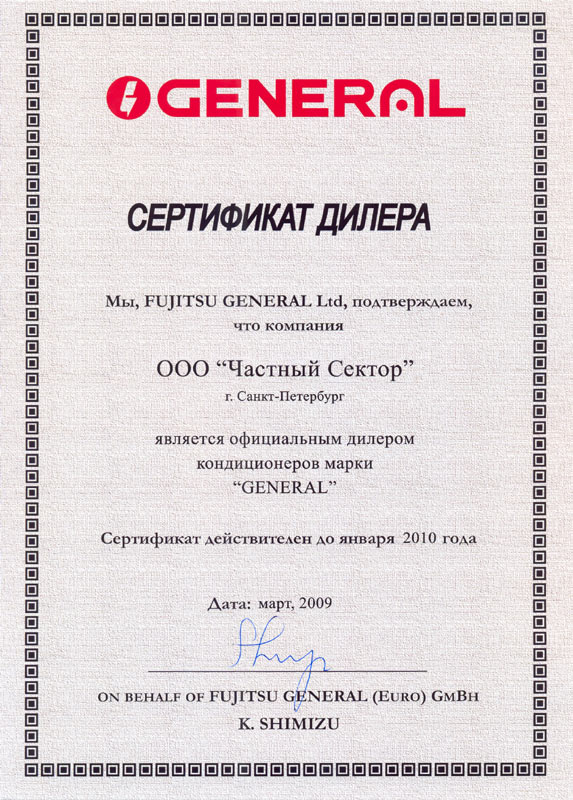 GENERAL
СЕРТИФИКАТ ДИЛЕРА
Мы, FUJITSU GENERAL Ltd, подтверждаем,
что компания
ООО “Частный Сектор”
г. Санкт-Петербург
является официальным дилером
кондиционеров марки
“GENERAL”
Сертификат действителен до января 2010 года
Дата: март, 2009
ON BEHALF OF FUJITSU GENERAL (EURO) GMBH
K. SHIMIZU